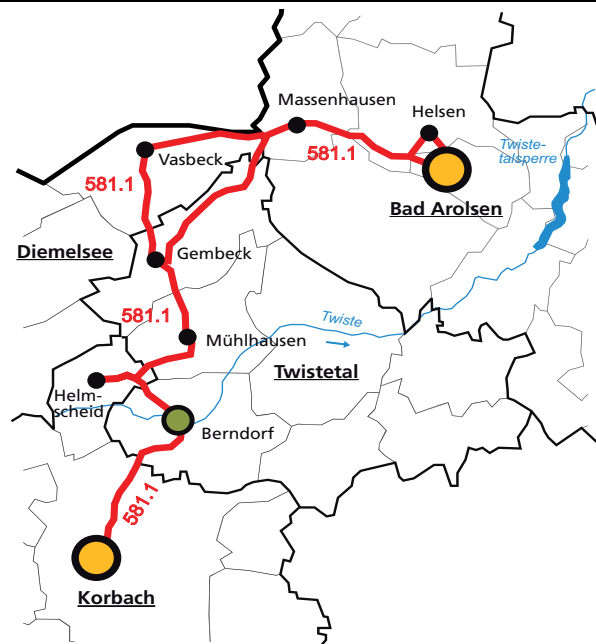 Massenhausen
Helsen
Twiste-
talsperre
Vasbeck
581.1
581.1
Bad Arolsen
Diemelsee
Gembeck
581.1
Twiste
Mühlhausen
Twistetal
Helm-
scheid
Berndorf
581.1
Korbach